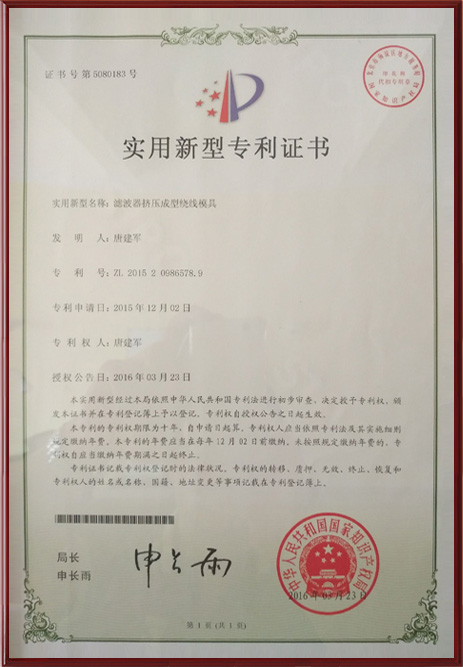 证书号第5080183号
实用新型专利证书
实用新型名称：滤波器挤压成型绕线模具
发 明 人：唐建军
专 利 号：ZL 2015 2 0986578.9
专利申请日：2015年12月02日
专 利 权 人：唐建军
授权公告日：2016年03月23日
本实用新型经过本局依照中华人民共和国专利法进行初步审查，决定授予专利权，颁
发本证书并在专利登记簿上予以登记。专利权自授权公告之日起生效。
本专利的专利权期限为十年，自申请日起算。专利权人应当依照专利法及其实施细则
规定缴纳年费。本专利的年费应当在每年12月02日前缴纳。未按照规定缴纳年费的，专
利权自应当缴纳年费期满之日起终止。
专利证书记载专利权登记时的法律状况。专利权的转移、质押、无效、终止、恢复和
专利权人的姓名或名称、国籍、地址变更等事项记载在专利登记簿上。
局长
申长雨
申长雨
中华人民共和国国家知识产权局
2016年03月23日
第1页（共1页）